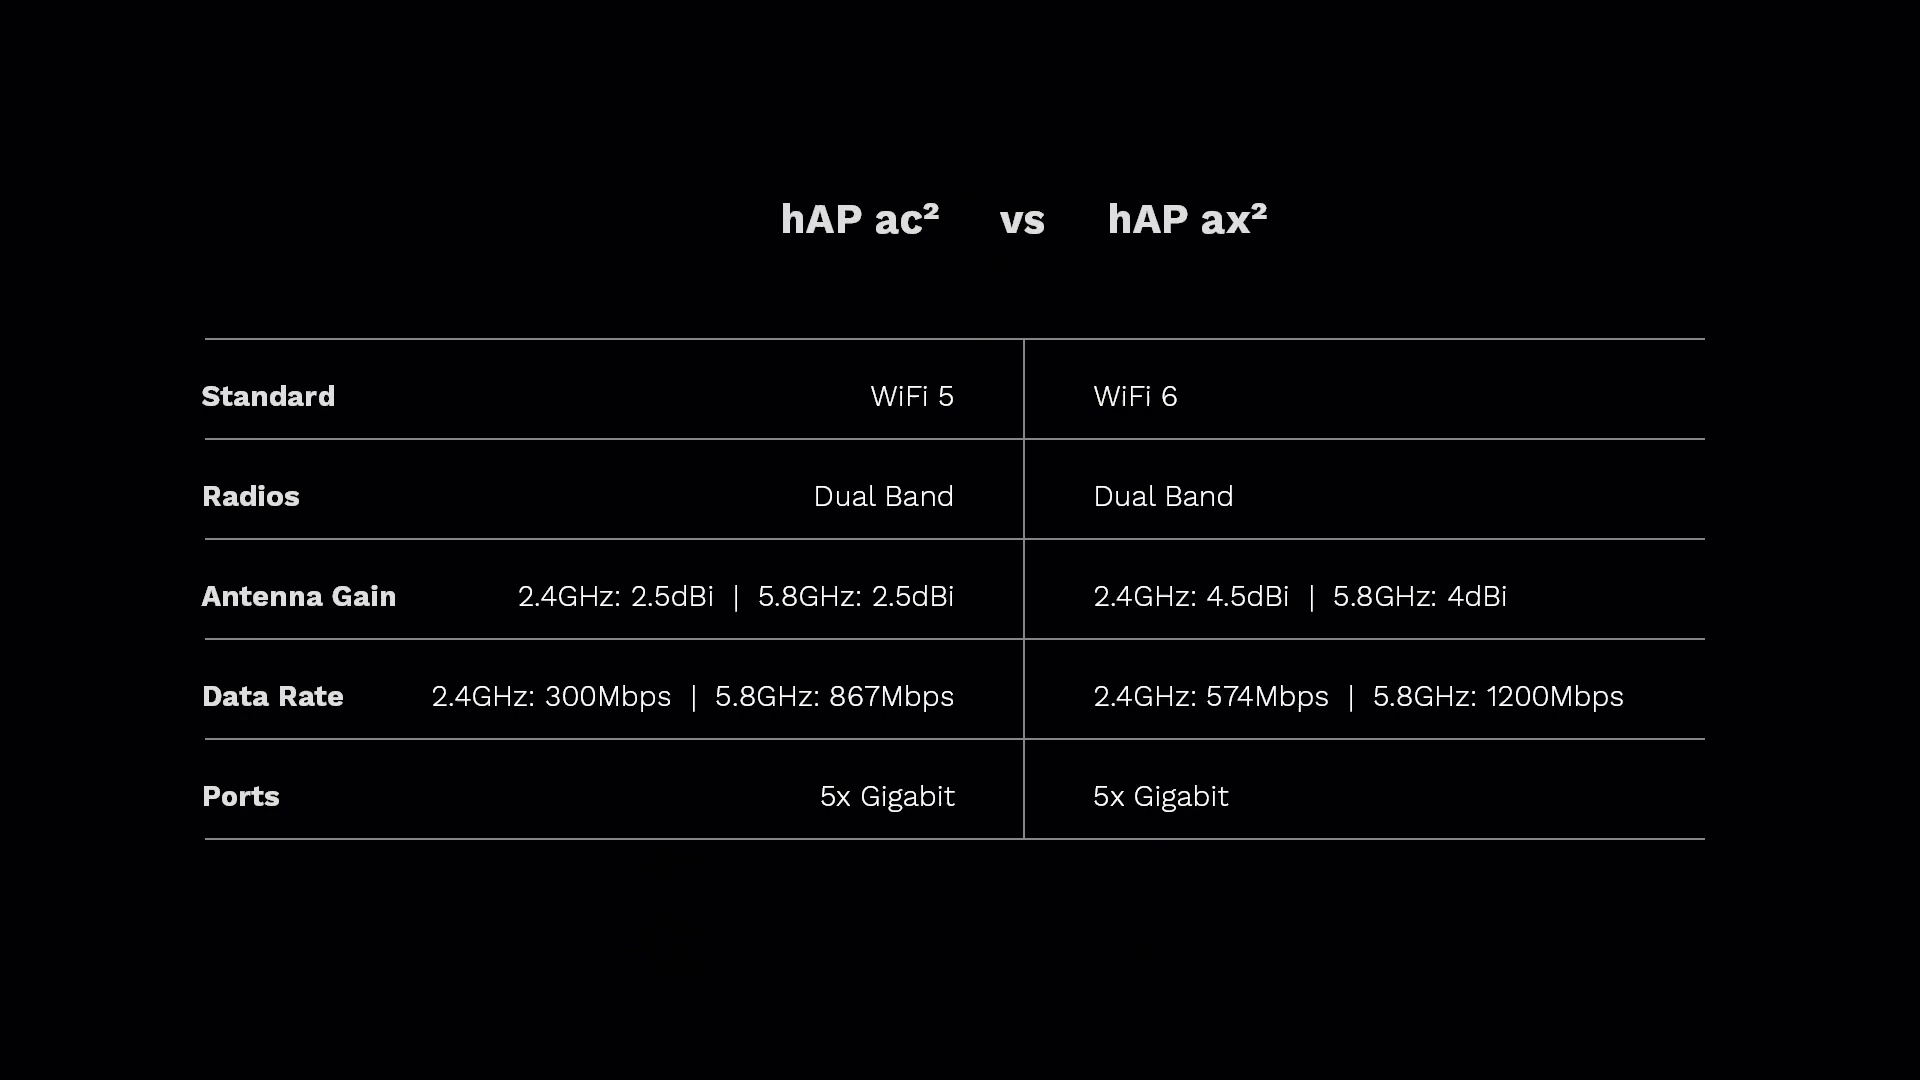 hAP ac² vs hAP ax²
Standard WiFi 5 WiFi 6
Radios Dual Band Dual Band
Antenna Gain 2.4GHz: 2.5dBi | 5.8GHz: 2.5dBi 2.4GHz: 4.5dBi | 5.8GHz: 4dBi
Data Rate 2.4GHz: 300Mbps | 5.8GHz: 867Mbps 2.4GHz: 574Mbps | 5.8GHz: 1200Mbps
Ports 5x Gigabit 5x Gigabit